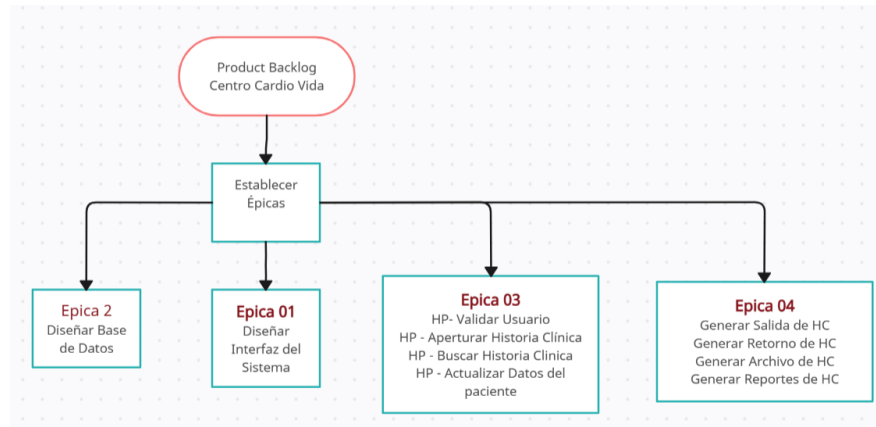 Product Backlog
Centro Cardio Vida
Establecer
Épicas
Epica 2
Diseñar Base
de Datos
Epica 01
Diseñar
Interfaz del
Sistema
Epica 03
HP- Validar Usuario
HP - Aperturar Historia Clínica
HP - Buscar Historia Clinica
HP - Actualizar Datos del
paciente
Epica 04
Generar Salida de HC
Generar Retorno de HC
Generar Archivo de HC
Generar Reportes de HC